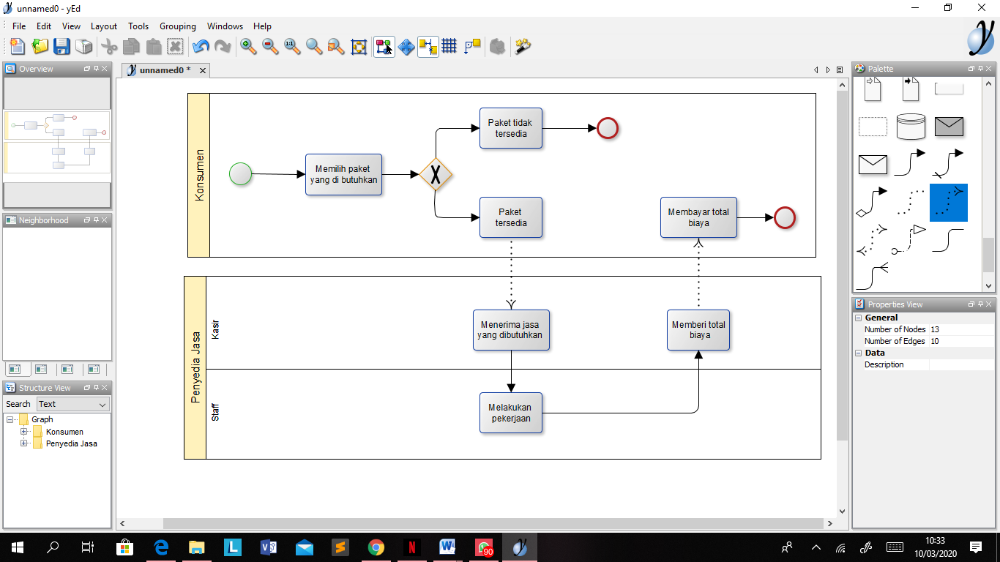 unnamed0 - yEd
File Edit View Layout Tools Grouping Windows Help
1:1
y
Overview
unnamed0 *
Palette
Neighborhood
Structure View
Search Text
Graph
Konsumen
Penyedia Jasa
Konsumen
Memilih paket
yang di butuhkan
X
Paket tidak
tersedia
Paket
tersedia
Membayar total
biaya
Penyedia Jasa
Kasir
Staff
Menerima jasa
yang dibutuhkan
Memberi total
biaya
Melakukan
pekerjaan
Properties View
General
Number of Nodes 13
Number of Edges 10
Data
Description
L
N
W
90
10:33
10/03/2020